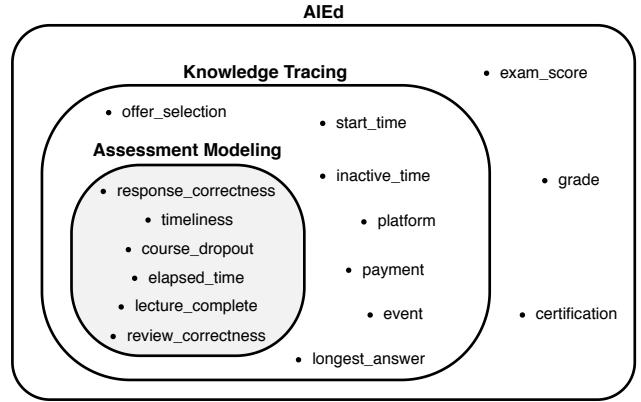 AIEd
Knowledge Tracing
• exam_score
• offer_selection
• start_time
Assessment Modeling
• response_correctness
• inactive_time
• grade
• timeliness
• platform
• course_dropout
• elapsed_time
• payment
• lecture_complete
• event
• certification
• review_correctness
• longest_answer